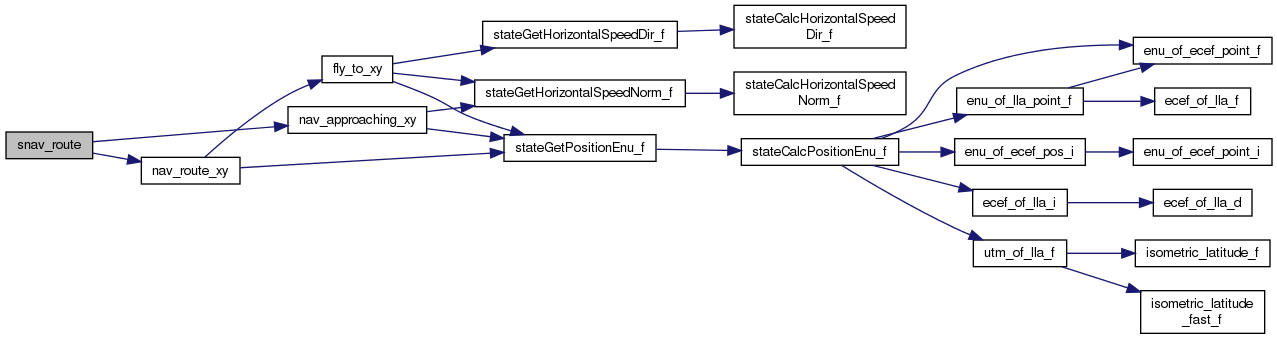 snav_route
nav_route_xy
fly_to_xy
nav_approaching_xy
stateGetHorizontalSpeedDir_f
stateGetHorizontalSpeedNorm_f
stateGetPositionEnu_f
stateCalcHorizontalSpeed
Dir_f
stateCalcHorizontalSpeed
Norm_f
stateCalcPositionEnu_f
enu_of_lla_point_f
enu_of_ecef_pos_i
ecef_of_lla_i
utm_of_lla_f
enu_of_ecef_point_f
ecef_of_lla_f
enu_of_ecef_point_i
ecef_of_lla_d
isometric_latitude_f
isometric_latitude
_fast_f